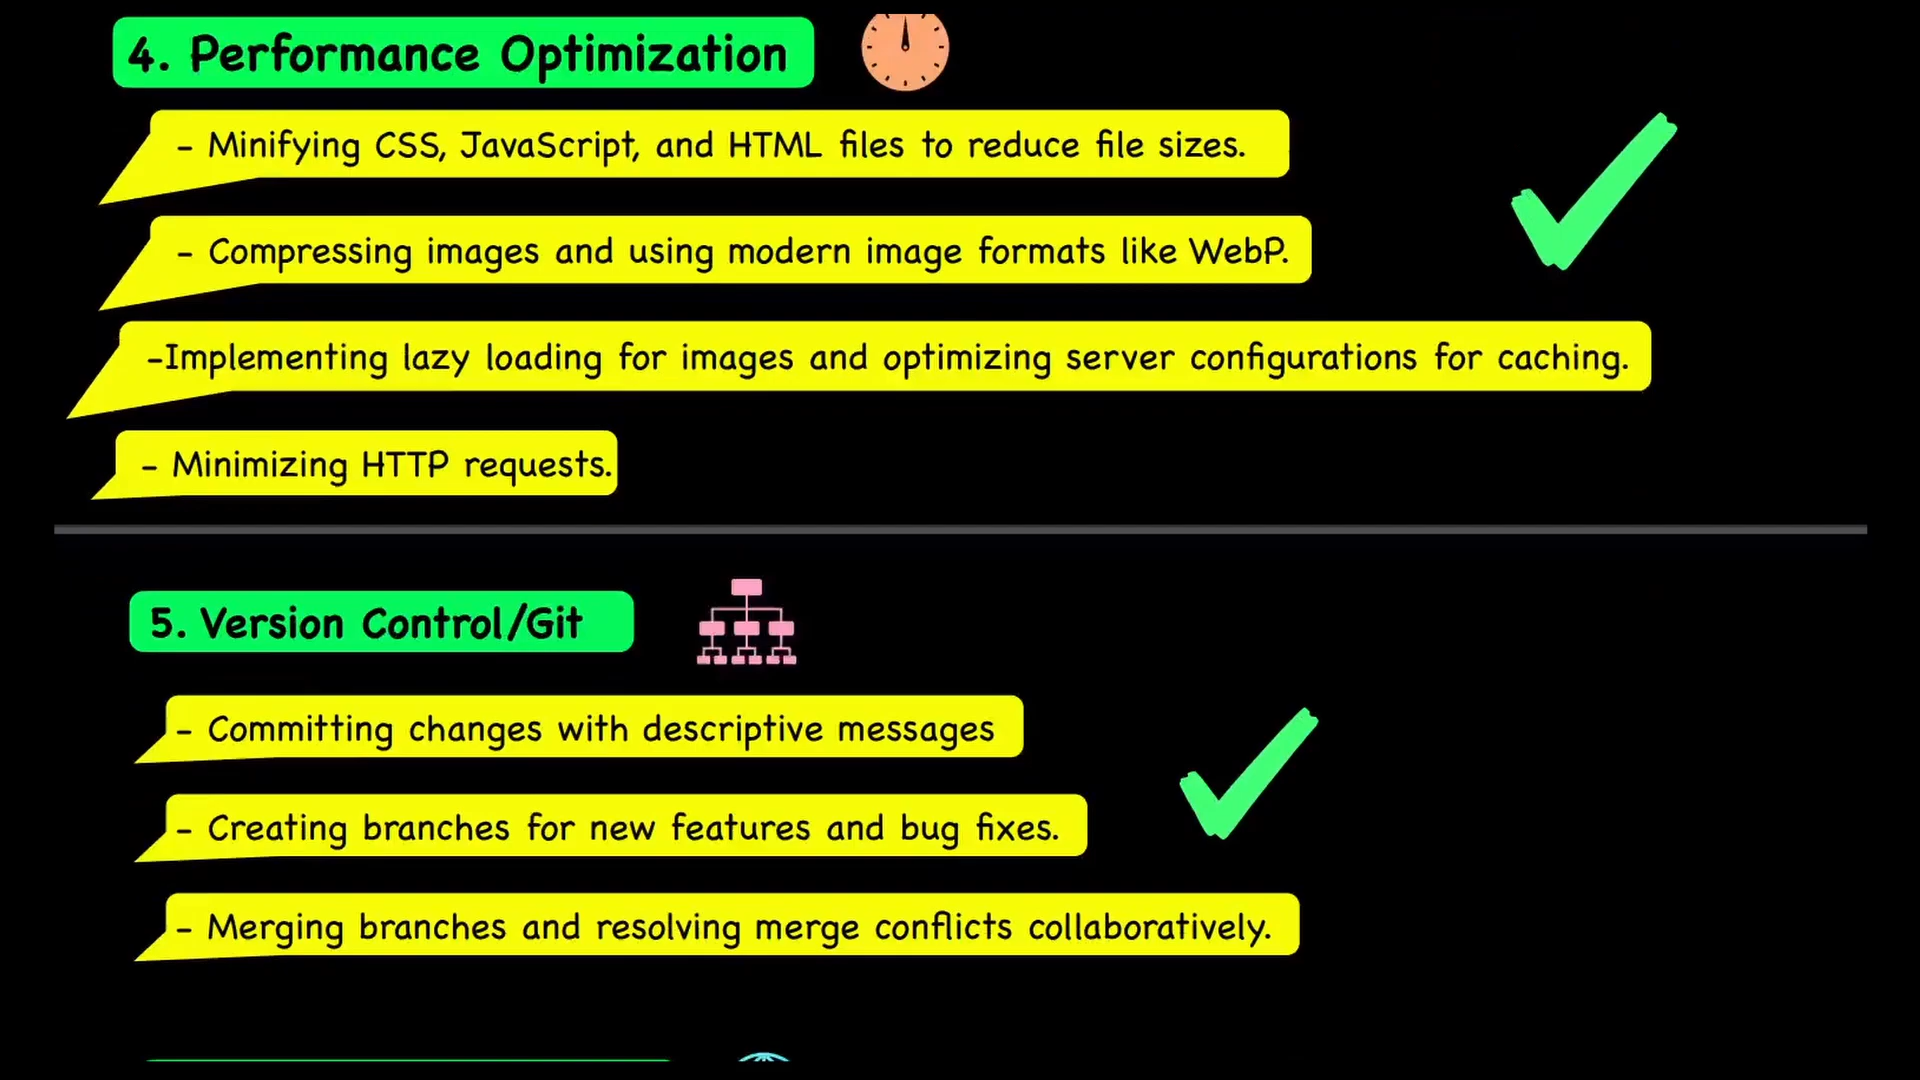 4. Performance Optimization
- Minifying CSS, JavaScript, and HTML files to reduce file sizes.
- Compressing images and using modern image formats like WebP.
-Implementing lazy loading for images and optimizing server configurations for caching.
- Minimizing HTTP requests.
5. Version Control/Git
- Committing changes with descriptive messages
- Creating branches for new features and bug fixes.
- Merging branches and resolving merge conflicts collaboratively.